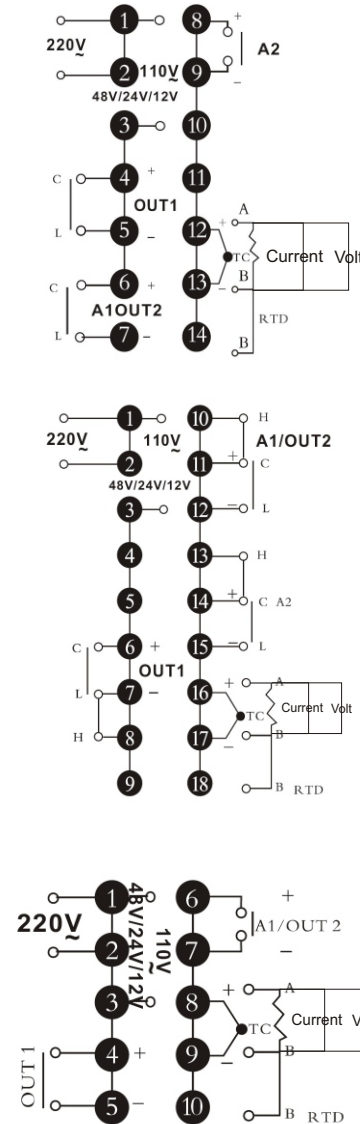 1 8 +
220V~ A2
2 110V~ 9 −
48V/24V/12V
3 10
C 4 + 11
OUT1 A
L 5 − 12 +
TC Current Volt
C 6 + 13 − B
A1OUT2 RTD
L 7 − 14 B
1 10 H
220V~ 110V~ A1/OUT2
2 11 + C
48V/24V/12V
3 12 − L
4 13 H
5 14 + C A2
C 6 + 15 − L
OUT1
L 7 − 16 + A
TC Current Volt
H 8 17 − B
9 18 B RTD
1 6 +
220V~ 48V/24V/12V 110V~ A1/OUT 2
2 7 −
3 8 + A
TC Current
OUT 1 4 + 9 − B
5 − 10 B RTD